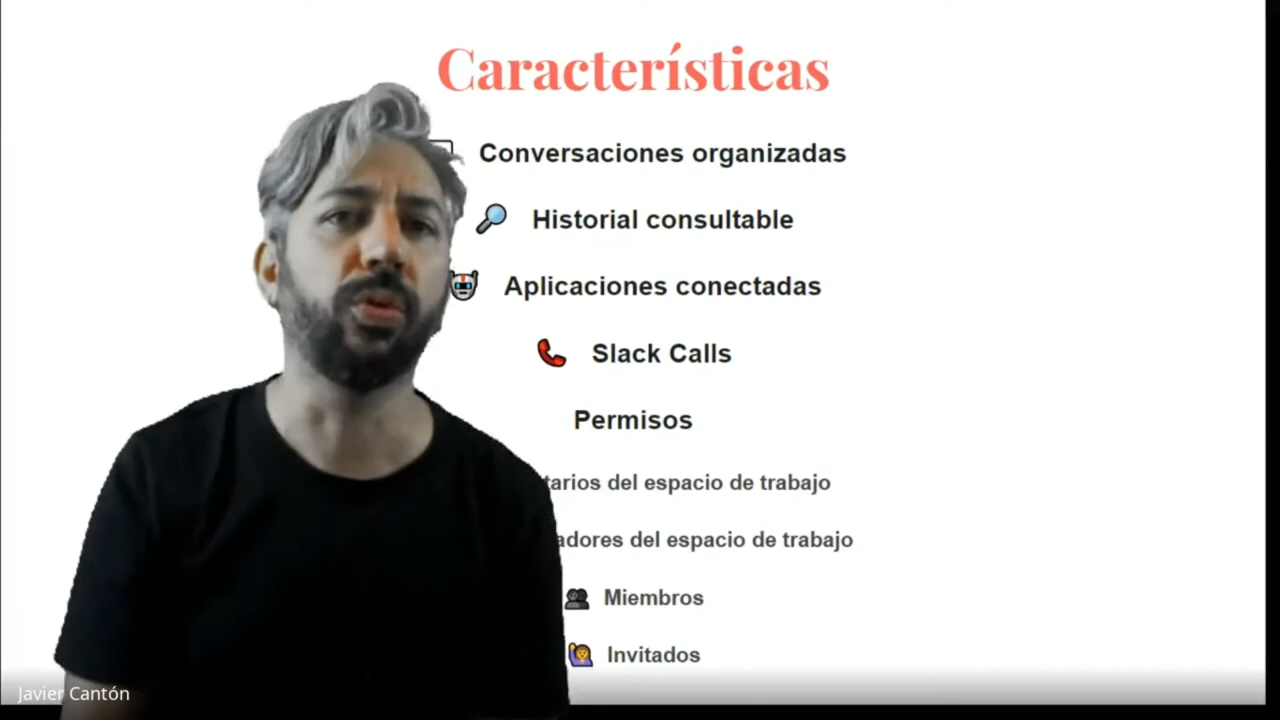 Características
Conversaciones organizadas
Historial consultable
Aplicaciones conectadas
Slack Calls
Permisos
del espacio de trabajo
del espacio de trabajo
Miembros
Invitados
Javier Cantón